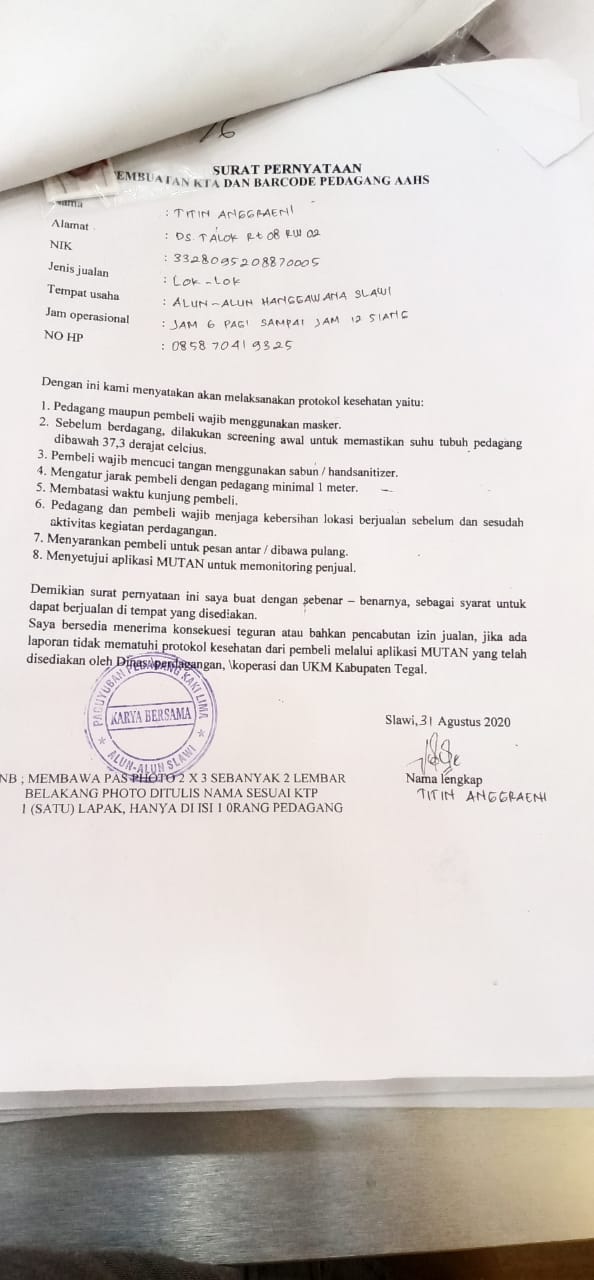 16
SURAT PERNYATAAN
PEMBUATAN KTA DAN BARCODE PEDAGANG AAHS
Nama : TITIN ANGGRAENI
Alamat : DS. TALOK Rt 08 RW 02
NIK : 3328095208870005
Jenis jualan : LOK - LOK
Tempat usaha : ALUN - ALUN HANGGAWANA SLAWI
Jam operasional : JAM 6 PAGI SAMPAI JAM 12 SIANG
NO HP : 0858 7041 9325
Dengan ini kami menyatakan akan melaksanakan protokol kesehatan yaitu:
1. Pedagang maupun pembeli wajib menggunakan masker.
2. Sebelum berdagang, dilakukan screening awal untuk memastikan suhu tubuh pedagang
dibawah 37,3 derajat celcius.
3. Pembeli wajib mencuci tangan menggunakan sabun / handsanitizer.
4. Mengatur jarak pembeli dengan pedagang minimal 1 meter.
5. Membatasi waktu kunjung pembeli.
6. Pedagang dan pembeli wajib menjaga kebersihan lokasi berjualan sebelum dan sesudah
aktivitas kegiatan perdagangan.
7. Menyarankan pembeli untuk pesan antar / dibawa pulang.
8. Menyetujui aplikasi MUTAN untuk memonitoring penjual.
Demikian surat pernyataan ini saya buat dengan sebenar – benarnya, sebagai syarat untuk
dapat berjualan di tempat yang disediakan.
Saya bersedia menerima konsekuesi teguran atau bahkan pencabutan izin jualan, jika ada
laporan tidak mematuhi protokol kesehatan dari pembeli melalui aplikasi MUTAN yang telah
disediakan oleh Dinas perdagangan, \koperasi dan UKM Kabupaten Tegal.
PAGUYUBAN PEDAGANG KAKI LIMA
KARYA BERSAMA
ALUN-ALUN SLAWI
Slawi, 31 Agustus 2020
Nama lengkap
TITIN ANGGRAENI
NB ; MEMBAWA PAS PHOTO 2 X 3 SEBANYAK 2 LEMBAR
BELAKANG PHOTO DITULIS NAMA SESUAI KTP
1 (SATU) LAPAK, HANYA DI ISI 1 0RANG PEDAGANG